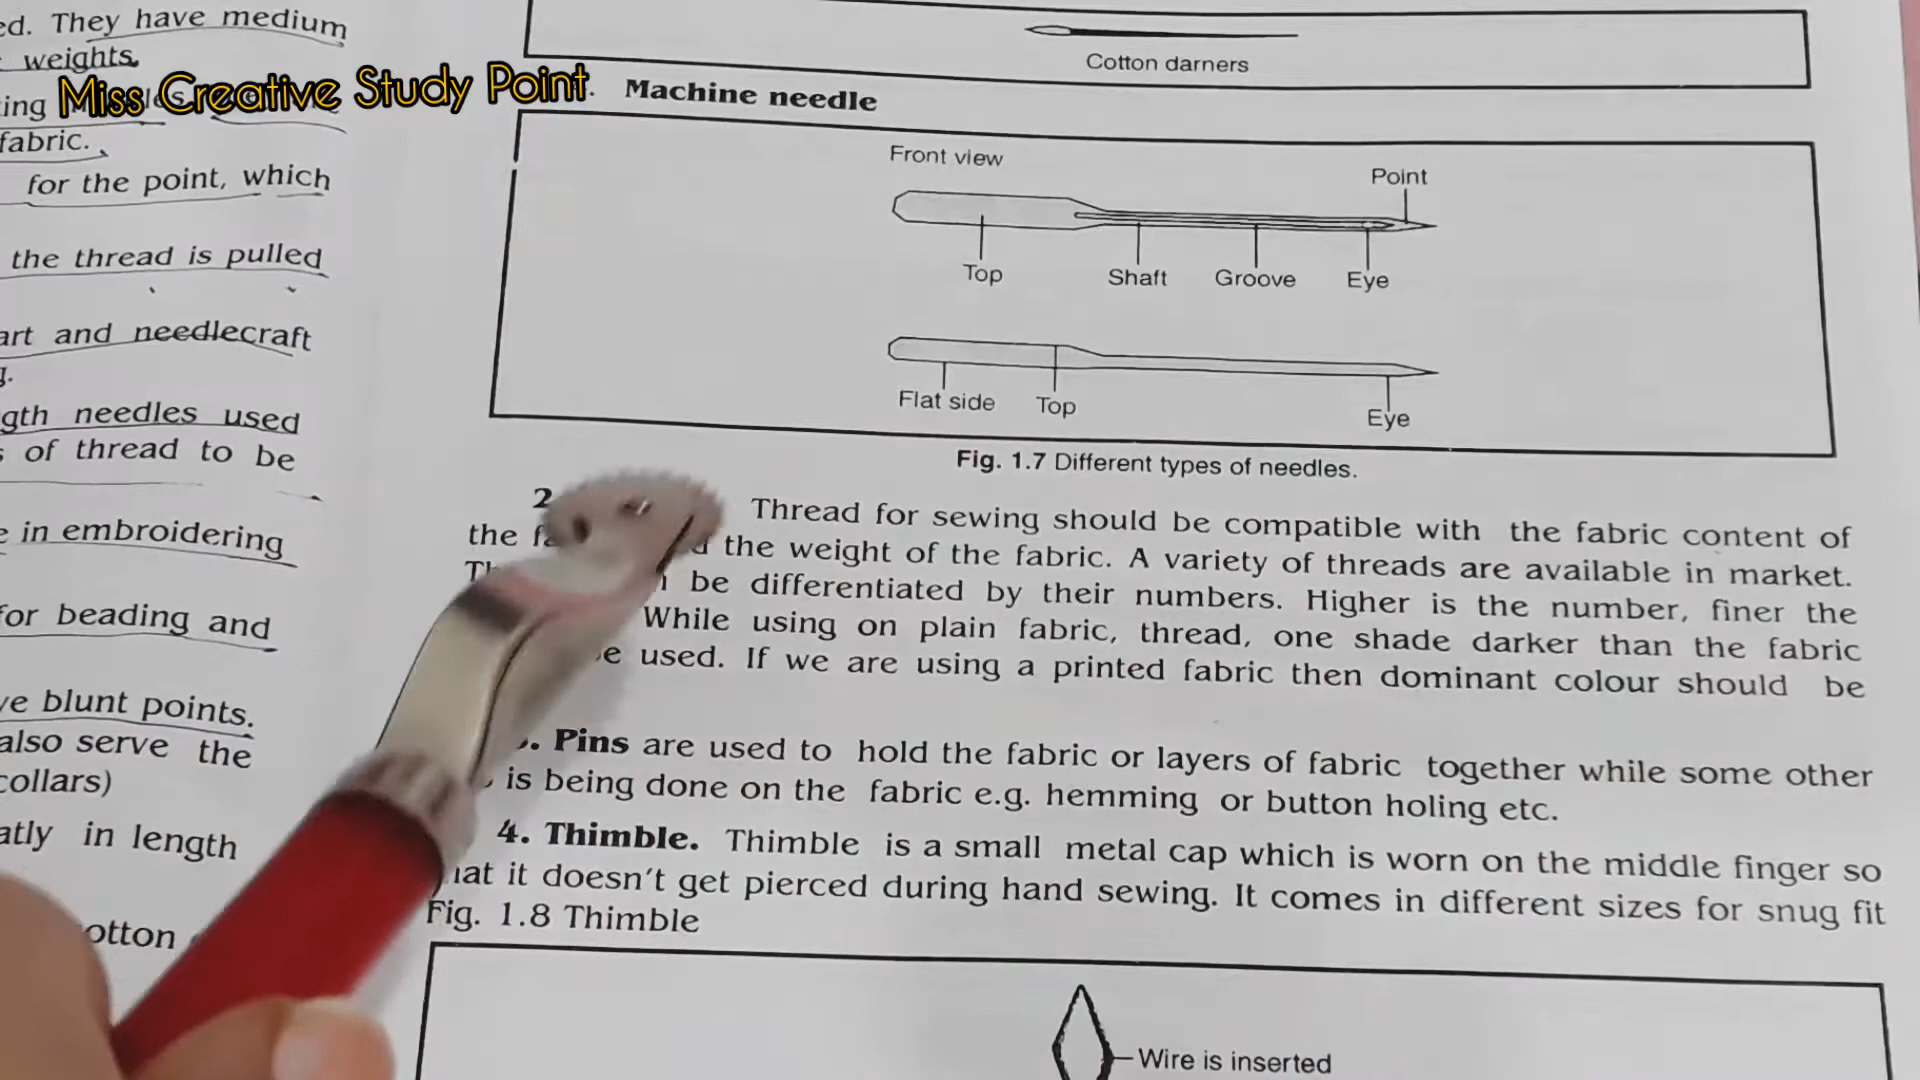 ed. They have medium
weights.
ing
fabric.
for the point, which
the thread is pulled
art and needlecraft
g.
gth needles used
of thread to be
e in embroidering
for beading and
ve blunt points.
also serve the
collars)
atly in length
otton
Miss Creative Study Point
Cotton darners
Machine needle
Front view
Point
Top Shaft Groove Eye
Flat side Top Eye
Fig. 1.7 Different types of needles.
2 Thread for sewing should be compatible with the fabric content of
the the weight of the fabric. A variety of threads are available in market.
be differentiated by their numbers. Higher is the number, finer the
While using on plain fabric, thread, one shade darker than the fabric
be used. If we are using a printed fabric then dominant colour should be
. Pins are used to hold the fabric or layers of fabric together while some other
is being done on the fabric e.g. hemming or button holing etc.
4. Thimble. Thimble is a small metal cap which is worn on the middle finger so
hat it doesn't get pierced during hand sewing. It comes in different sizes for snug fit
Fig. 1.8 Thimble
Wire is inserted